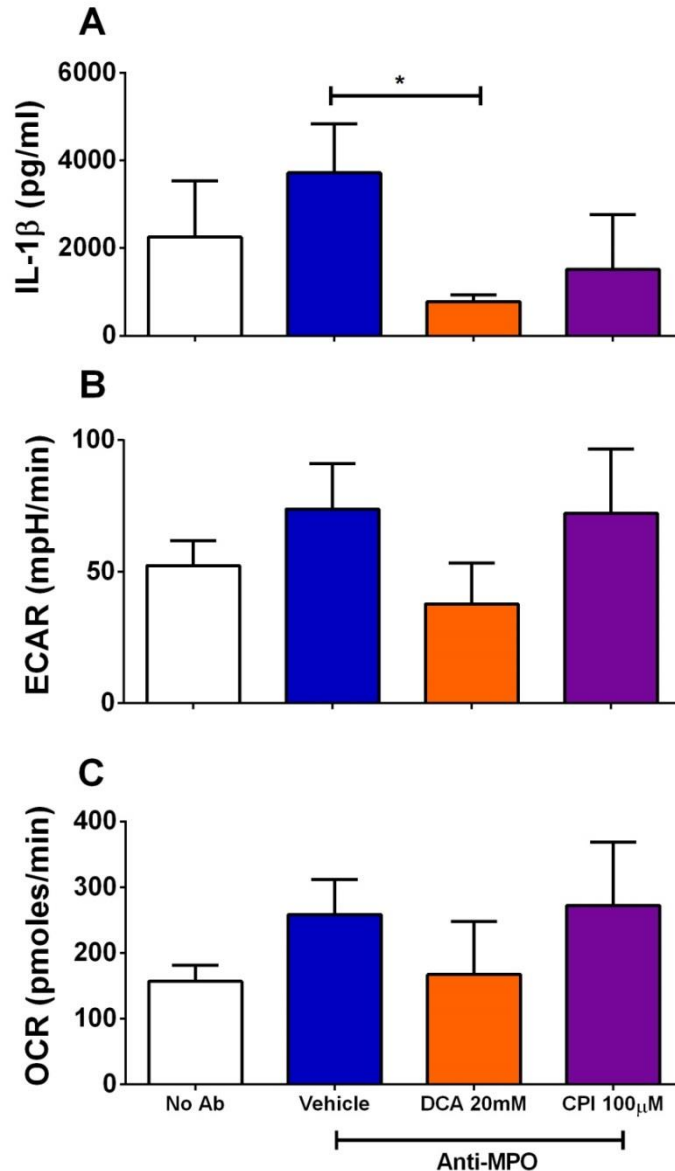 A
IL-1β (pg/ml)
6000
4000
2000
0
*
B
ECAR (mpH/min)
100
50
0
C
OCR (pmoles/min)
400
300
200
100
0
No Ab Vehicle DCA 20mM CPI 100μM
Anti-MPO